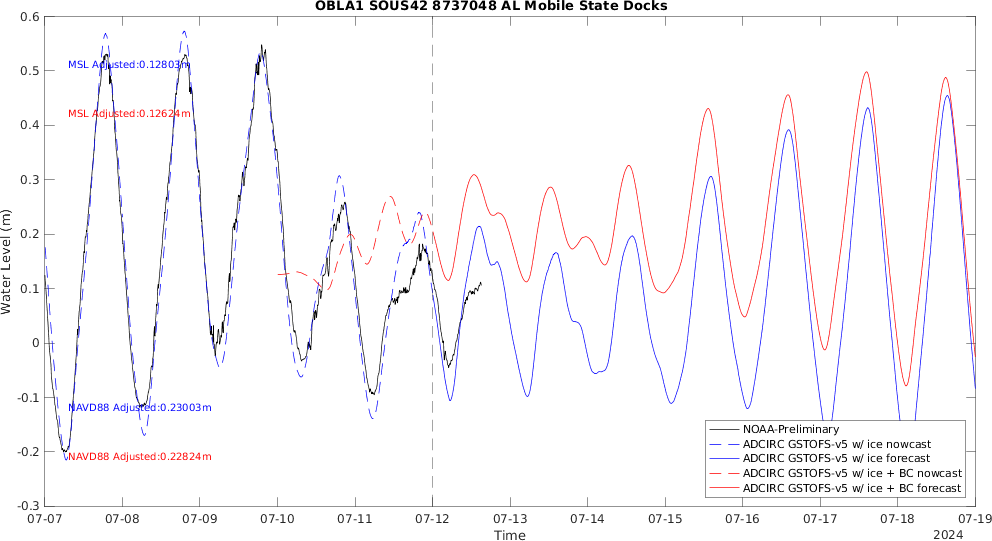 OBLA1 SOUS42 8737048 AL Mobile State Docks
0.6
0.5
0.4
0.3
0.2
0.1
0
-0.1
-0.2
-0.3
Water Level (m)
MSL Adjusted:0.12803m
MSL Adjusted:0.12624m
NAVD88 Adjusted:0.23003m
NAVD88 Adjusted:0.22824m
NOAA-Preliminary
ADCIRC GSTOFS-v5 w/ ice nowcast
ADCIRC GSTOFS-v5 w/ ice forecast
ADCIRC GSTOFS-v5 w/ ice + BC nowcast
ADCIRC GSTOFS-v5 w/ ice + BC forecast
07-07 07-08 07-09 07-10 07-11 07-12 07-13 07-14 07-15 07-16 07-17 07-18 07-19
Time
2024